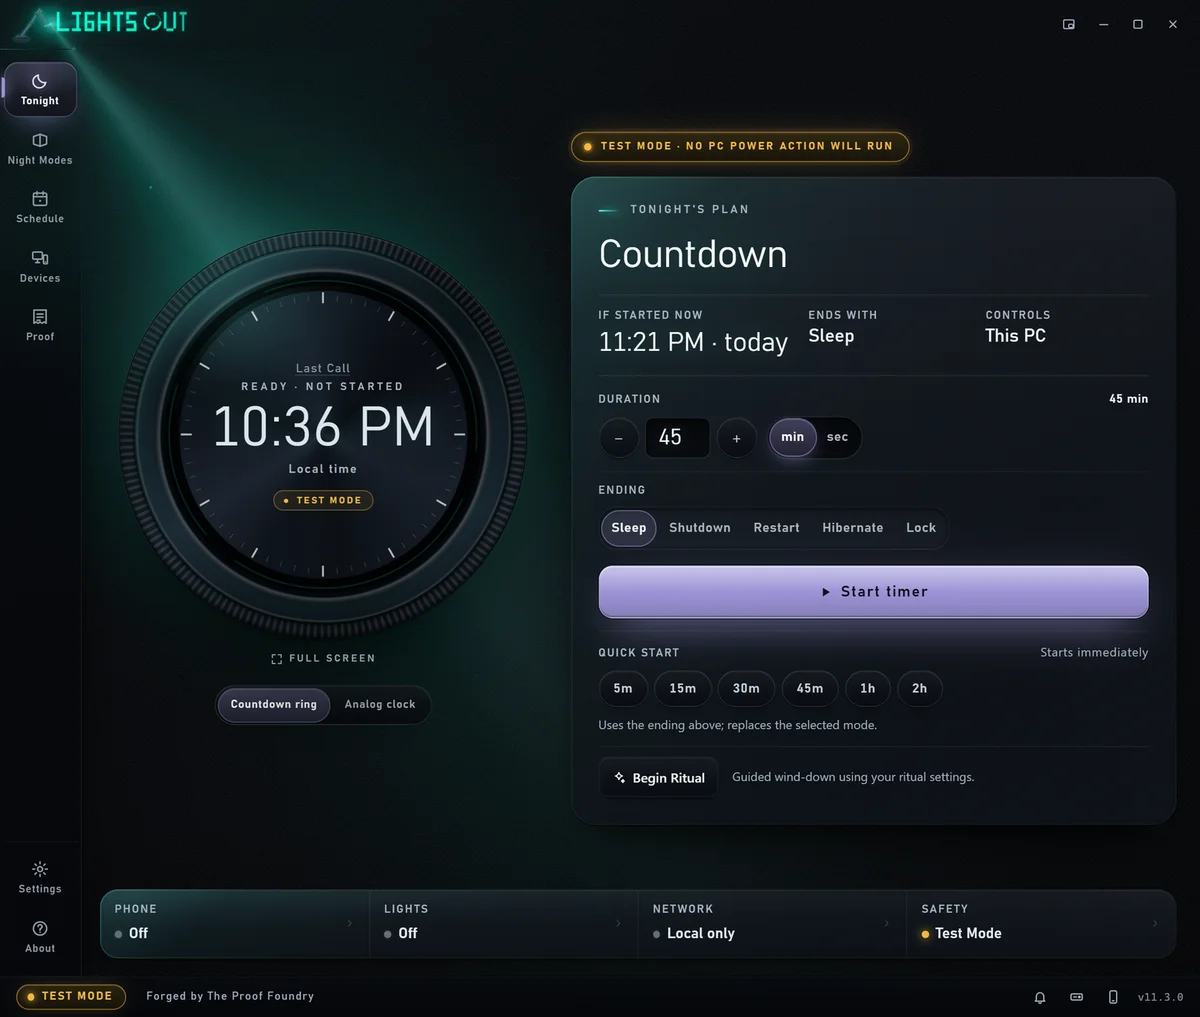 LIGHTS OUT
Tonight
Night Modes
Schedule
Devices
Proof
Settings
About
Last Call
READY · NOT STARTED
10:36 PM
Local time
TEST MODE
FULL SCREEN
Countdown ring
Analog clock
TEST MODE · NO PC POWER ACTION WILL RUN
TONIGHT'S PLAN
Countdown
IF STARTED NOW
11:21 PM · today
ENDS WITH
Sleep
CONTROLS
This PC
DURATION
45 min
− 45 + min sec
ENDING
Sleep Shutdown Restart Hibernate Lock
Start timer
QUICK START
Starts immediately
5m 15m 30m 45m 1h 2h
Uses the ending above; replaces the selected mode.
Begin Ritual
Guided wind-down using your ritual settings.
PHONE
Off
LIGHTS
Off
NETWORK
Local only
SAFETY
Test Mode
TEST MODE
Forged by The Proof Foundry
v11.3.0